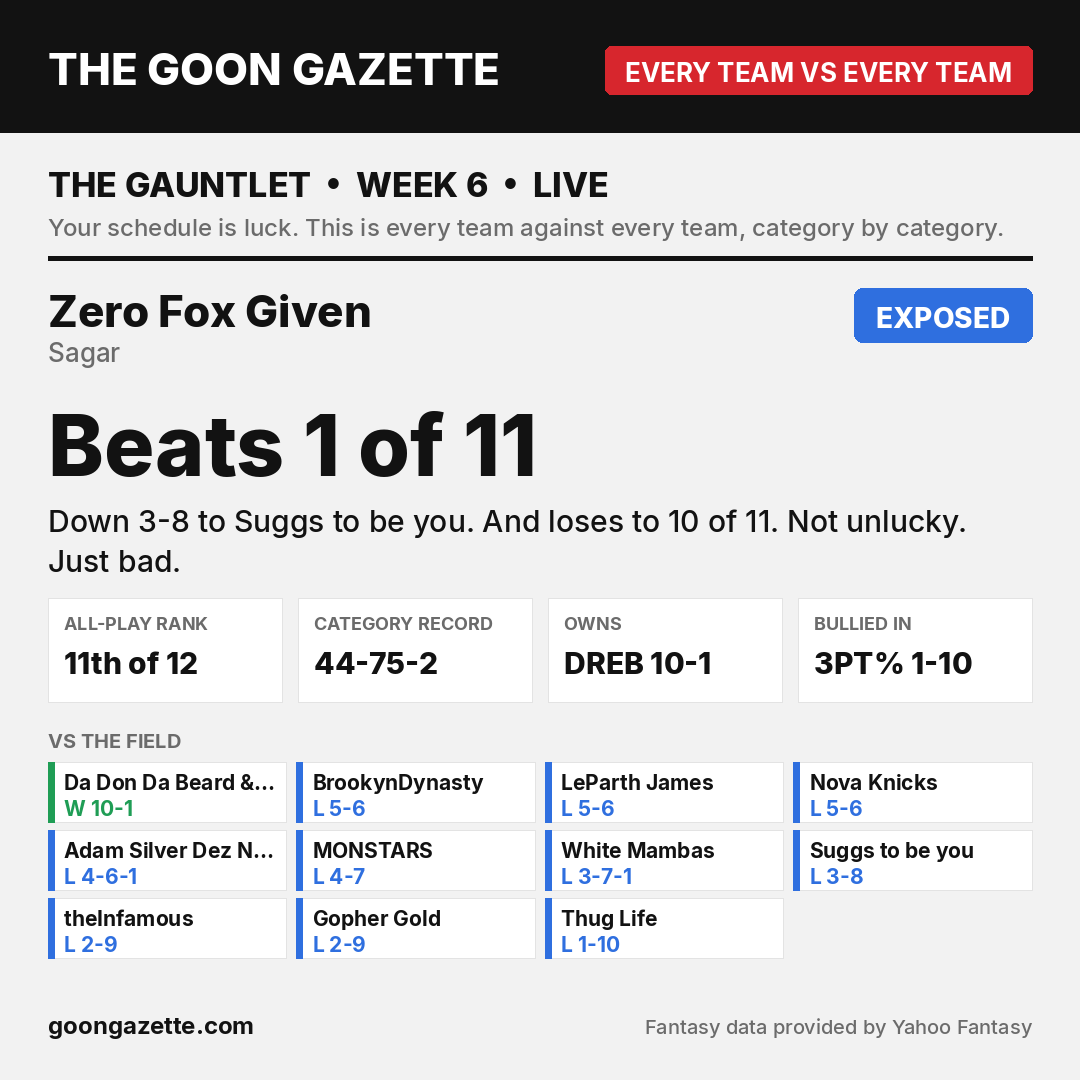 THE GOON GAZETTE
EVERY TEAM VS EVERY TEAM
THE GAUNTLET • WEEK 6 • LIVE
Your schedule is luck. This is every team against every team, category by category.
Zero Fox Given
EXPOSED
Sagar
Beats 1 of 11
Down 3-8 to Suggs to be you. And loses to 10 of 11. Not unlucky.
Just bad.
ALL-PLAY RANK
11th of 12
CATEGORY RECORD
44-75-2
OWNS
DREB 10-1
BULLIED IN
3PT% 1-10
VS THE FIELD
Da Don Da Beard &...
W 10-1
BrooknDynasty
L 5-6
LeParth James
L 5-6
Nova Knicks
L 5-6
Adam Silver Dez N...
L 4-6-1
MONSTARS
L 4-7
White Mambas
L 3-7-1
Suggs to be you
L 3-8
theInfamous
L 2-9
Gopher Gold
L 2-9
Thug Life
L 1-10
goongazette.com
Fantasy data provided by Yahoo Fantasy